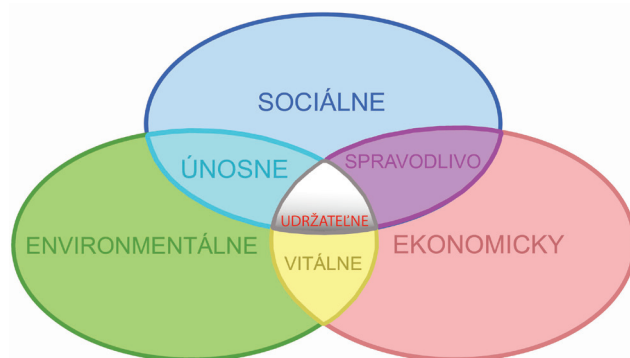 SOCIÁLNE
ÚNOSNE
SPRAVODLIVO
UDRŽATEĽNE
ENVIRONMENTÁLNE
EKONOMICKY
VITÁLNE